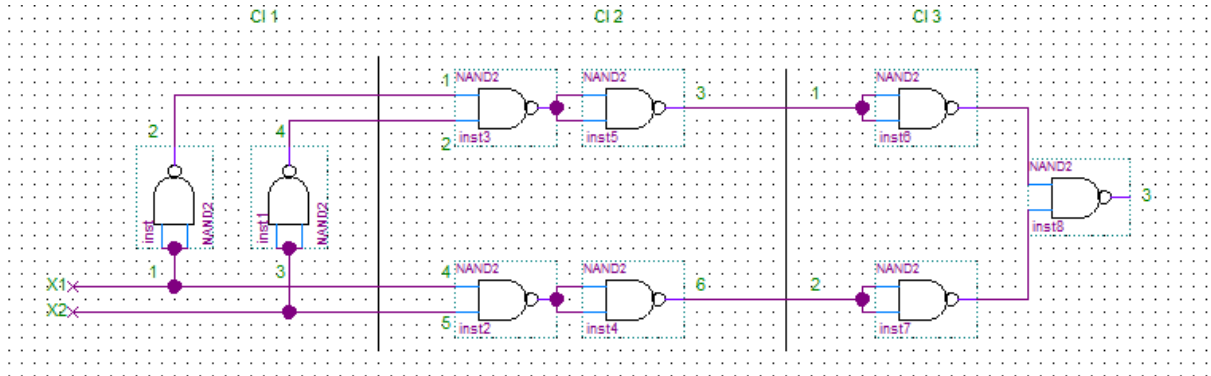 CI 1
CI 2
CI 3
1
NAND2
NAND2
3
1
NAND2
2
4
2
inst3
inst5
inst6
NAND2
3
inst
NAND2
inst1
NAND2
inst8
1
3
4
NAND2
NAND2
6
2
NAND2
X1
X2
5
inst2
inst4
inst7